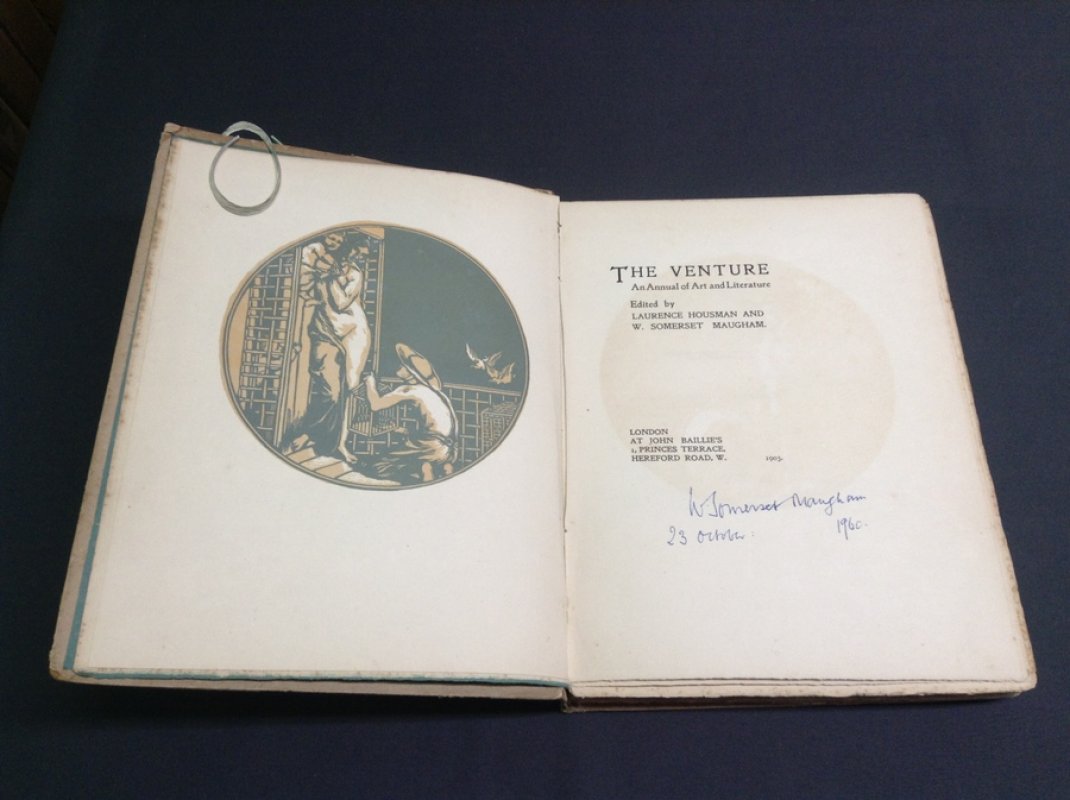 THE VENTURE
An Annual of Art and Literature
Edited by
LAURENCE HOUSMAN AND
W. SOMERSET MAUGHAM.
LONDON
AT JOHN BAILLIE'S
1, PRINCES TERRACE,
HEREFORD ROAD, W. 1903.
W. Somerset Maugham
23 October. 1960.